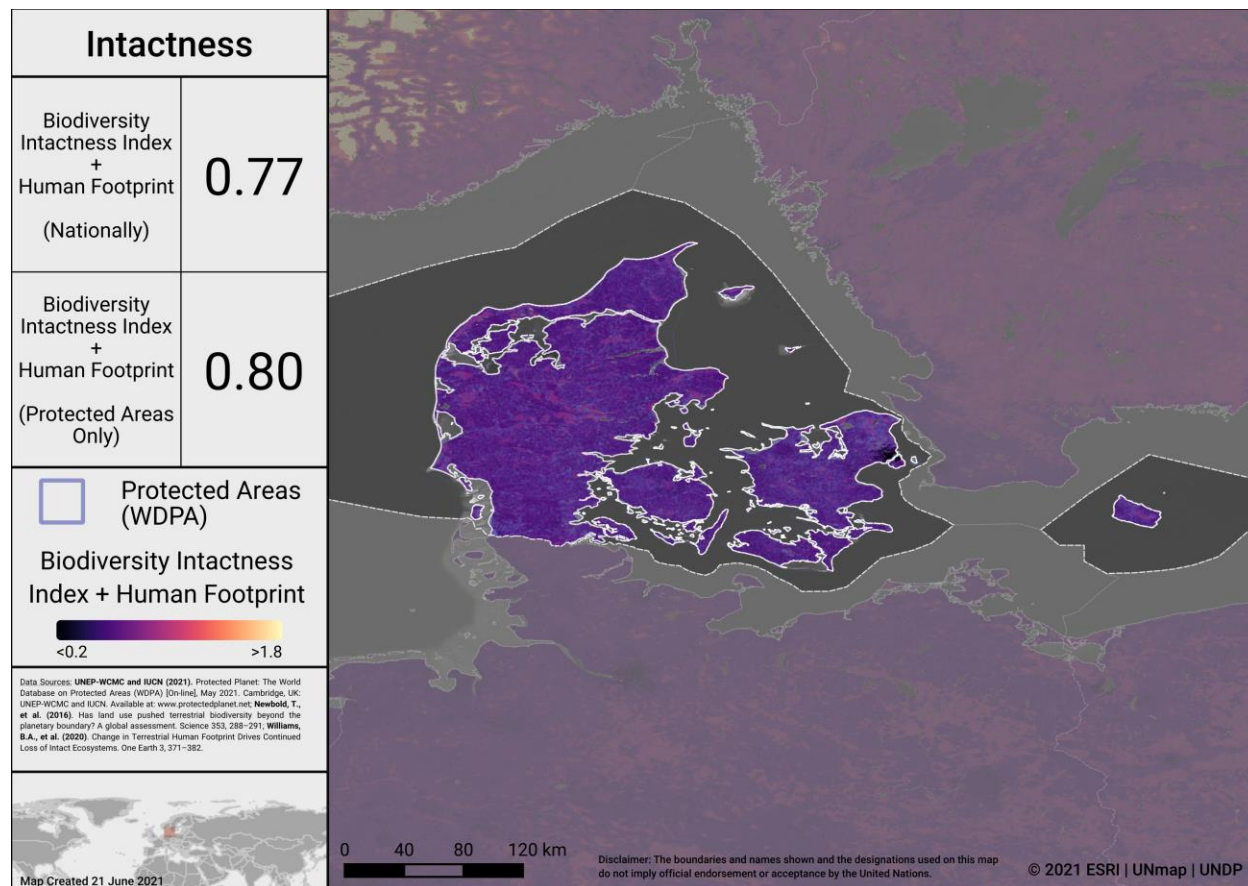 Intactness
Biodiversity
Intactness Index
+
Human Footprint
(Nationally)
0.77
Biodiversity
Intactness Index
+
Human Footprint
(Protected Areas
Only)
0.80
Protected Areas
(WDPA)
Biodiversity Intactness
Index + Human Footprint
<0.2 >1.8
Data Sources: UNEP-WCMC and IUCN (2021). Protected Planet: The World
Database on Protected Areas (WDPA) [On-line], May 2021. Cambridge, UK:
UNEP-WCMC and IUCN. Available at: www.protectedplanet.net; Newbold, T.,
et al. (2016). Has land use pushed terrestrial biodiversity beyond the
planetary boundary? A global assessment. Science 353, 288–291; Williams,
B.A., et al. (2020). Change in Terrestrial Human Footprint Drives Continued
Loss of Intact Ecosystems. One Earth 3, 371–382.
Map Created 21 June 2021
0 40 80 120 km
Disclaimer: The boundaries and names shown and the designations used on this map
do not imply official endorsement or acceptance by the United Nations.
© 2021 ESRI | UNmap | UNDP